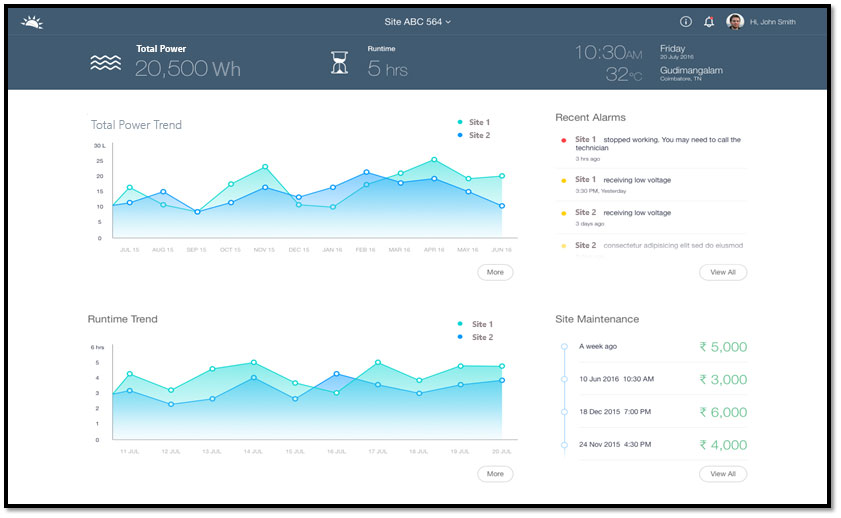 Site ABC 564
Hi, John Smith
Total Power
20,500 Wh
Runtime
5 hrs
10:30AM
32°C
Friday
20 July 2016
Gudimangalam
Coimbatore, TN
Total Power Trend
Site 1
Site 2
30 L
25
20
15
10
5
0
JUL 15 AUG 15 SEP 15 OCT 15 NOV 15 DEC 15 JAN 16 FEB 16 MAR 16 APR 16 MAY 16 JUN 16
More
Recent Alarms
Site 1 stopped working. You may need to call the
technician
3 hrs ago
Site 1 receiving low voltage
3:30 PM, Yesterday
Site 2 receiving low voltage
3 days ago
Site 2 consectetur adipisicing elit sed do eiusmod
View All
Runtime Trend
Site 1
Site 2
6 hrs
5
4
3
2
1
0
11 JUL 12 JUL 13 JUL 14 JUL 15 JUL 16 JUL 17 JUL 18 JUL 19 JUL 20 JUL
More
Site Maintenance
A week ago ₹ 5,000
10 Jun 2016 10:30 AM ₹ 3,000
18 Dec 2015 7:00 PM ₹ 6,000
24 Nov 2015 4:30 PM ₹ 4,000
View All